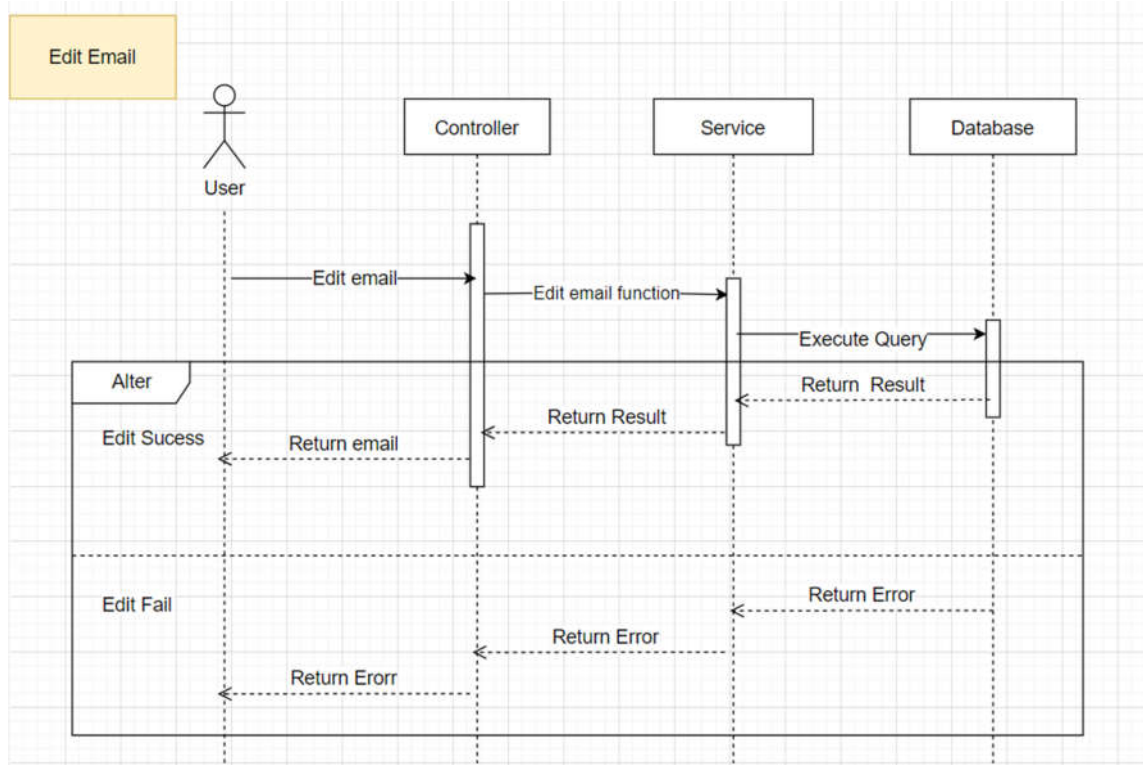 Edit Email
User
Controller
Service
Database
Edit email
Edit email function
Execute Query
Alter
Return Result
Return Result
Edit Sucess
Return email
Edit Fail
Return Error
Return Error
Return Erorr